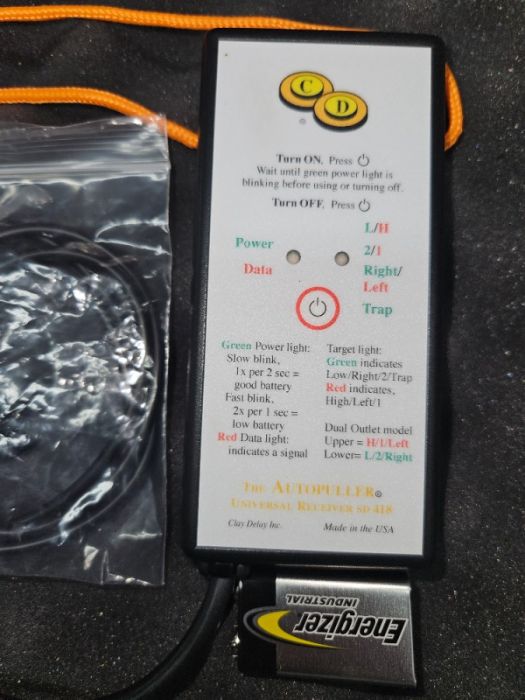 C
D
Turn ON, Press
Wait until green power light is
blinking before using or turning off.
Turn OFF, Press
Power
Data
L/H
2/1
Right/
Left
Trap
Green Power light:
Slow blink,
1x per 2 sec =
good battery
Fast blink,
2x per 1 sec =
low battery
Red Data light:
indicates a signal
Target light:
Green indicates
Low/Right/2/Trap
Red indicates,
High/Left/1
Dual Outlet model
Upper = H/1/Left
Lower= L/2/Right
THE AUTOPULLER®
UNIVERSAL RECEIVER SD 418
Clay Delay Inc.
Made in the USA
Energizer
INDUSTRIAL